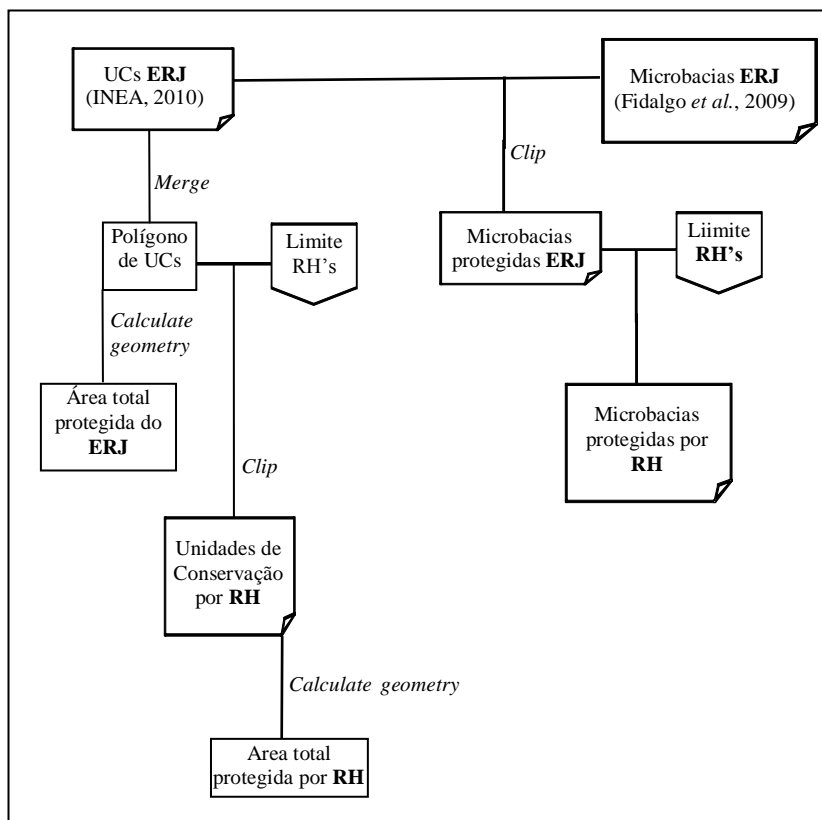 UCs ERJ
(INEA, 2010)
Microbacias ERJ
(Fidalgo et al., 2009)
Merge
Clip
Polígono
de UCs
Limite
RH’s
Microbacias
protegidas ERJ
Liimite
RH’s
Calculate
geometry
Área total
protegida do
ERJ
Clip
Microbacias
protegidas por
RH
Unidades de
Conservação
por RH
Calculate geometry
Area total
protegida por RH